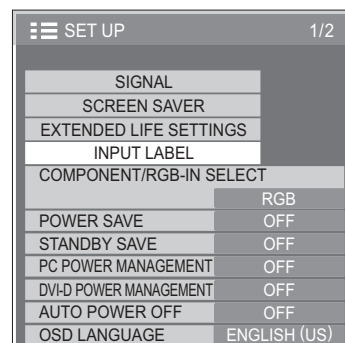 SET UP 1/2
SIGNAL
SCREEN SAVER
EXTENDED LIFE SETTINGS
INPUT LABEL
COMPONENT/RGB-IN SELECT
RGB
POWER SAVE OFF
STANDBY SAVE OFF
PC POWER MANAGEMENT OFF
DVI-D POWER MANAGEMENT OFF
AUTO POWER OFF OFF
OSD LANGUAGE ENGLISH (US)